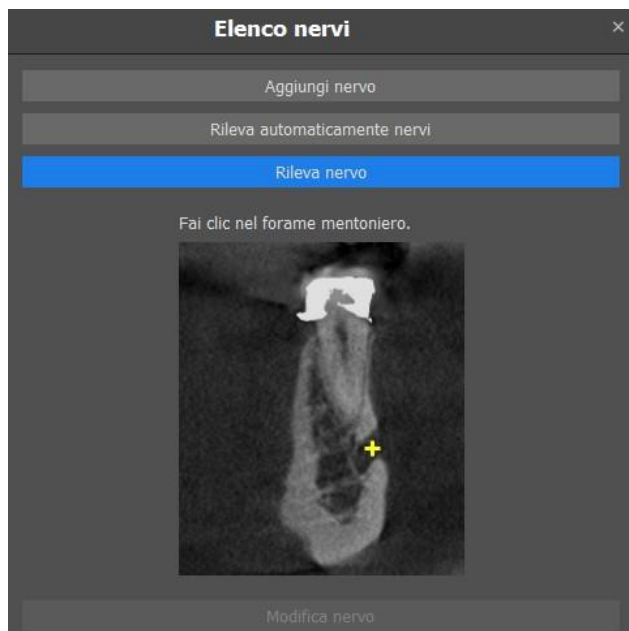 Elenco nervi
Aggiungi nervo
Rileva automaticamente nervi
Rileva nervo
Fai clic nel forame mentoniero.
Modifica nervo